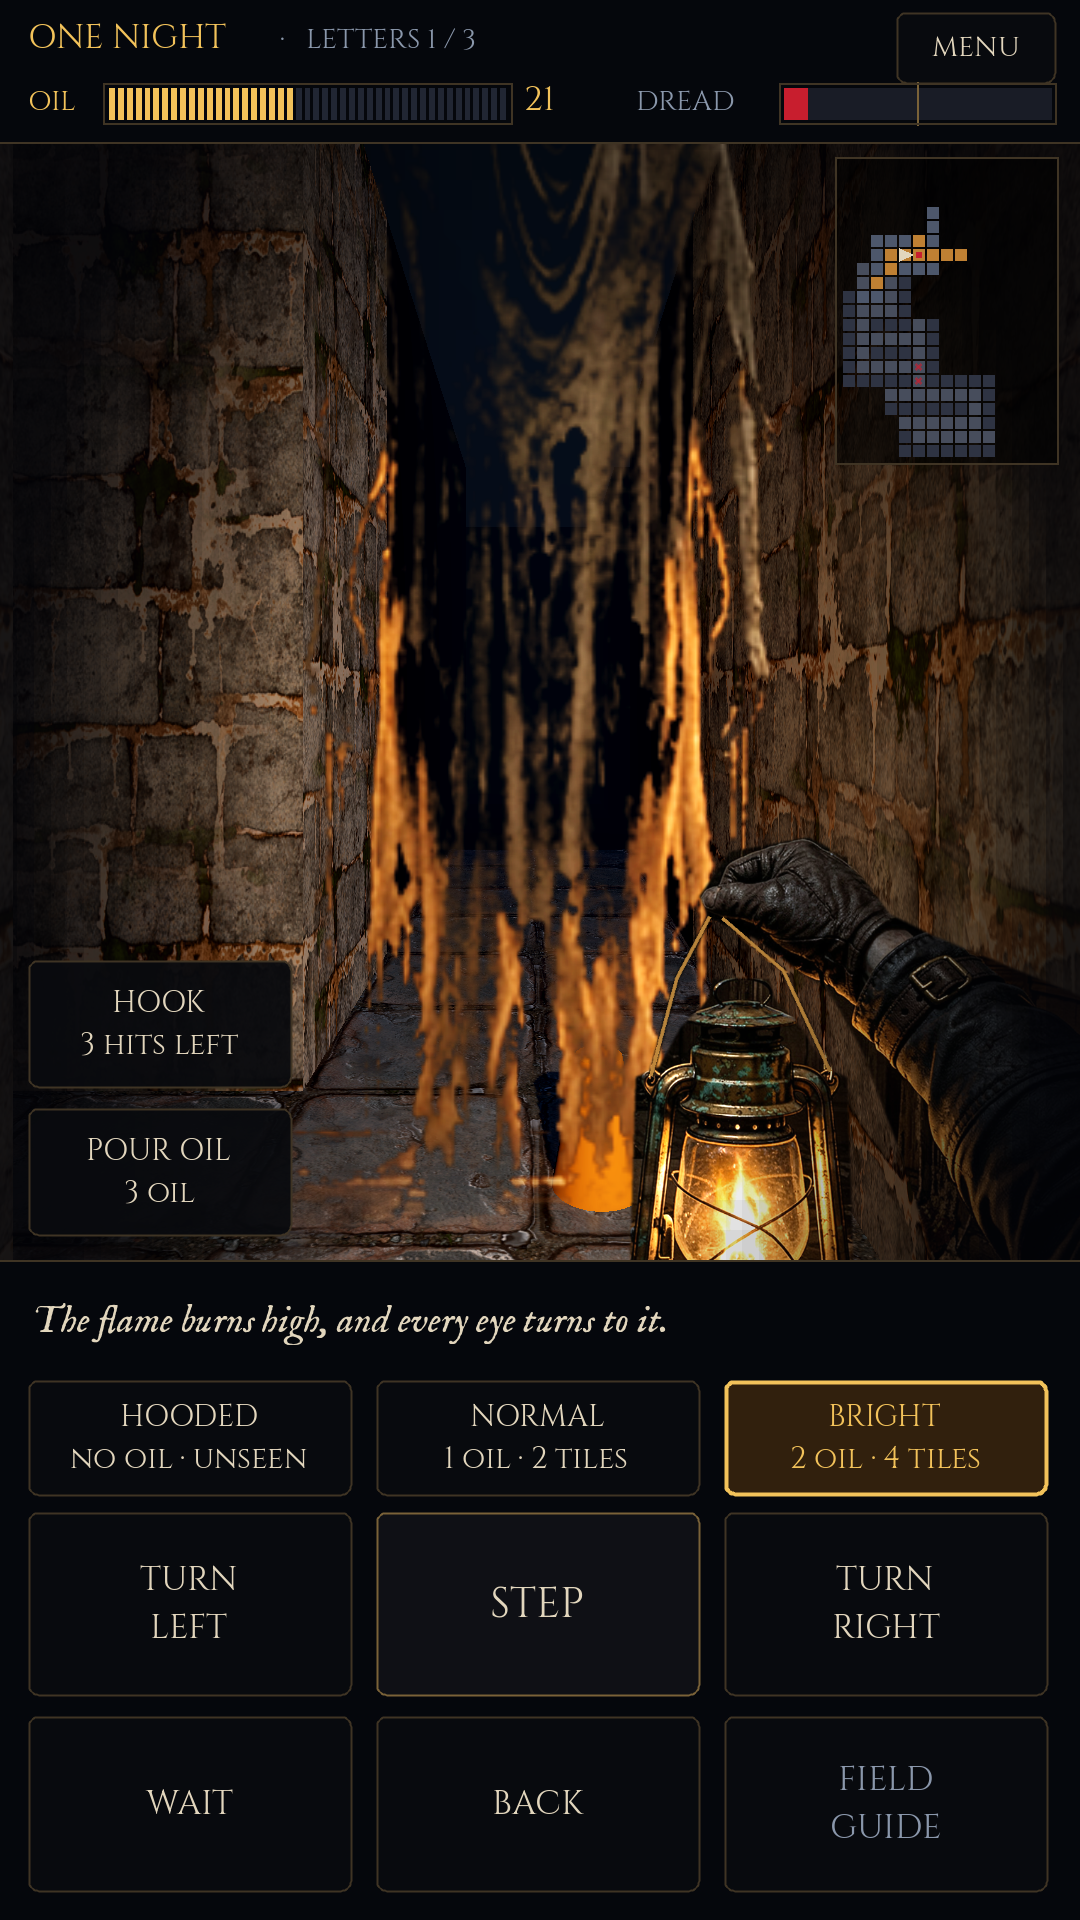 ONE NIGHT · LETTERS 1 / 3
MENU
OIL 21 DREAD
HOOK
3 HITS LEFT
POUR OIL
3 OIL
The flame burns high, and every eye turns to it.
HOODED
NO OIL · UNSEEN
NORMAL
1 OIL · 2 TILES
BRIGHT
2 OIL · 4 TILES
TURN
LEFT
STEP
TURN
RIGHT
WAIT
BACK
FIELD
GUIDE